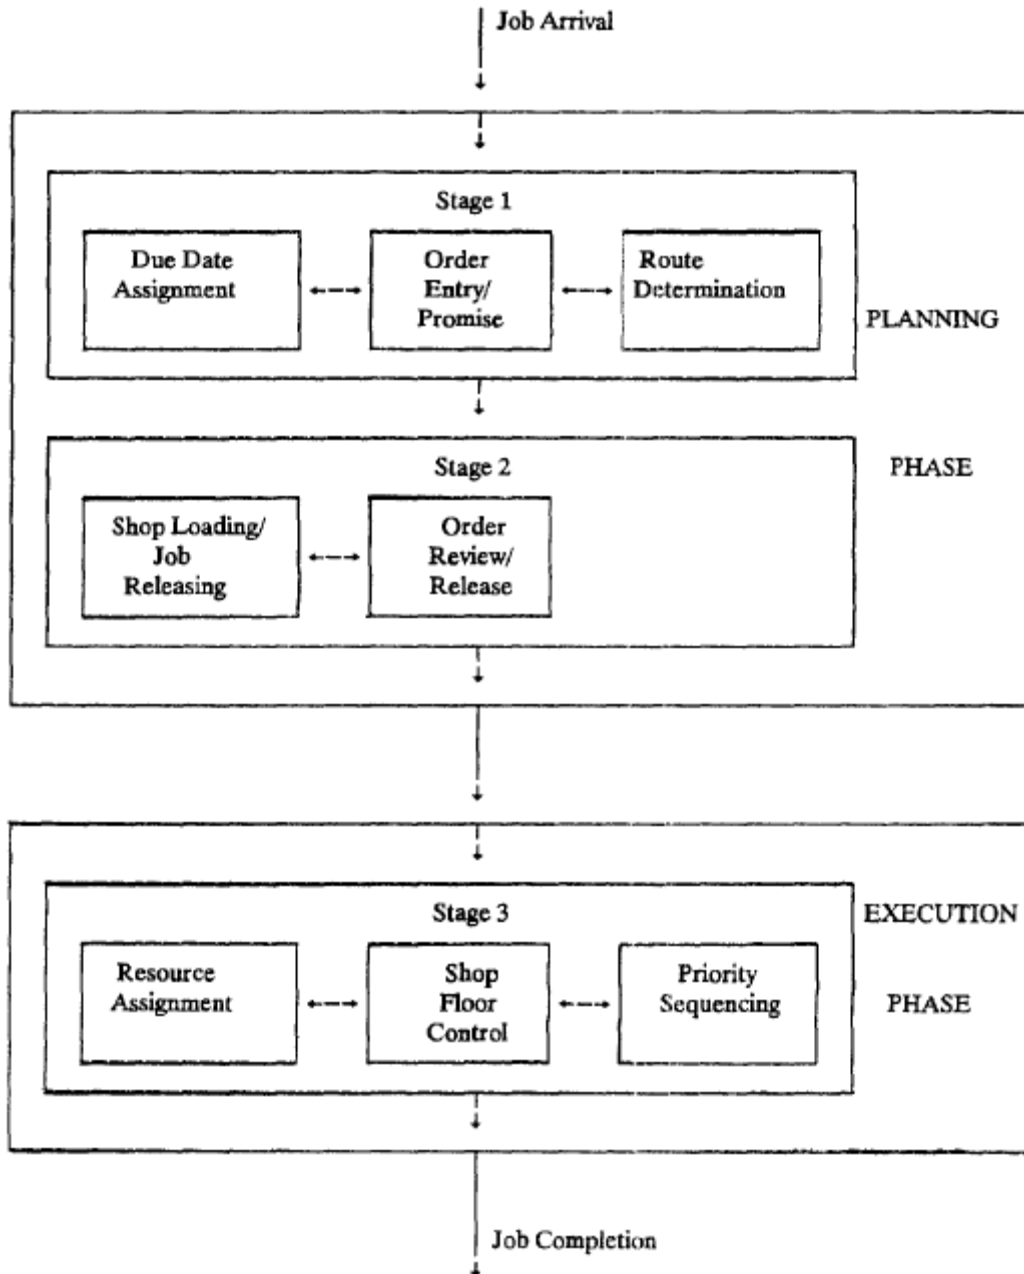 Job Arrival
Stage 1
Due Date
Assignment
Order
Entry/
Promise
Route
Determination
PLANNING
Stage 2
PHASE
Shop Loading/
Job
Releasing
Order
Review/
Release
Stage 3
EXECUTION
Resource
Assignment
Shop
Floor
Control
Priority
Sequencing
PHASE
Job Completion